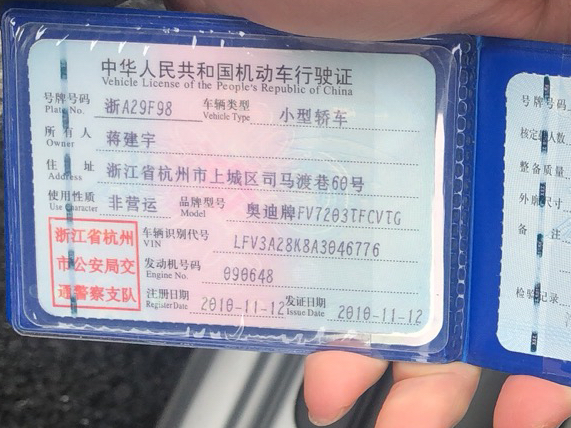 中华人民共和国机动车行驶证
Vehicle License of the People's Republic of China
号牌号码 浙A29F98 车辆类型 小型轿车
Plate No. Vehicle Type
所有人 蒋建宇
Owner
住址 浙江省杭州市上城区司马渡巷60号
Address
使用性质 非营运 品牌型号 奥迪牌FV7203TFCVTG
Use Character Model
浙江省杭州
市公安局交
通警察支队
车辆识别代号 LFV3A28K8A3046776
VIN
发动机号码 090648
Engine No.
注册日期 2010-11-12 发证日期 2010-11-12
Register Date Issue Date
号牌号码
核定人数
整备质量
外廓尺寸
备注
检验记录